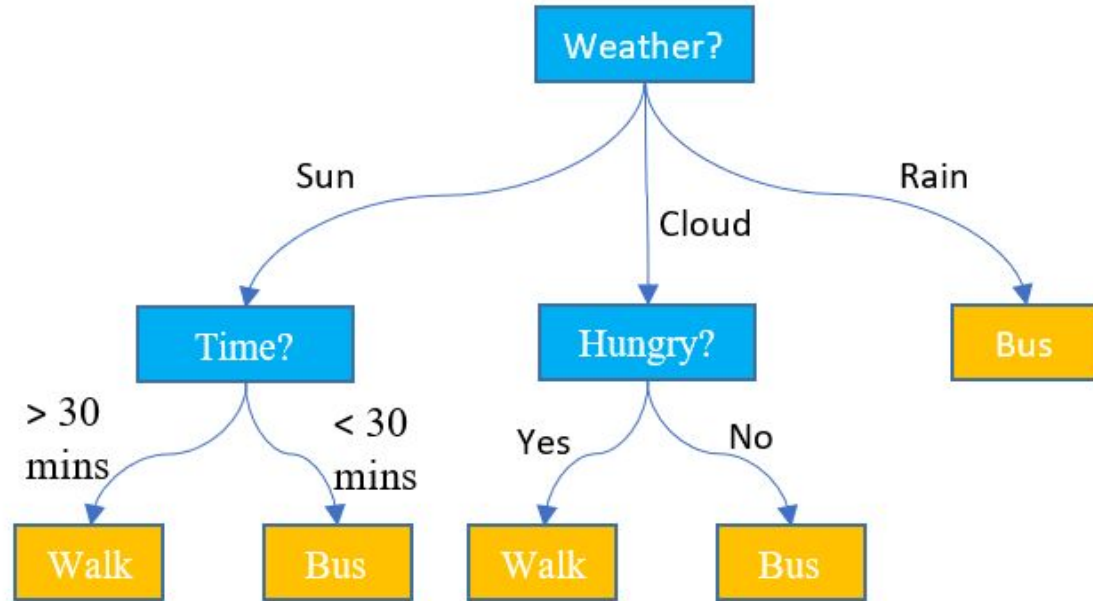 Weather?
Sun
Cloud
Rain
Time?
Hungry?
Bus
> 30
mins
< 30
mins
Yes
No
Walk
Bus
Walk
Bus